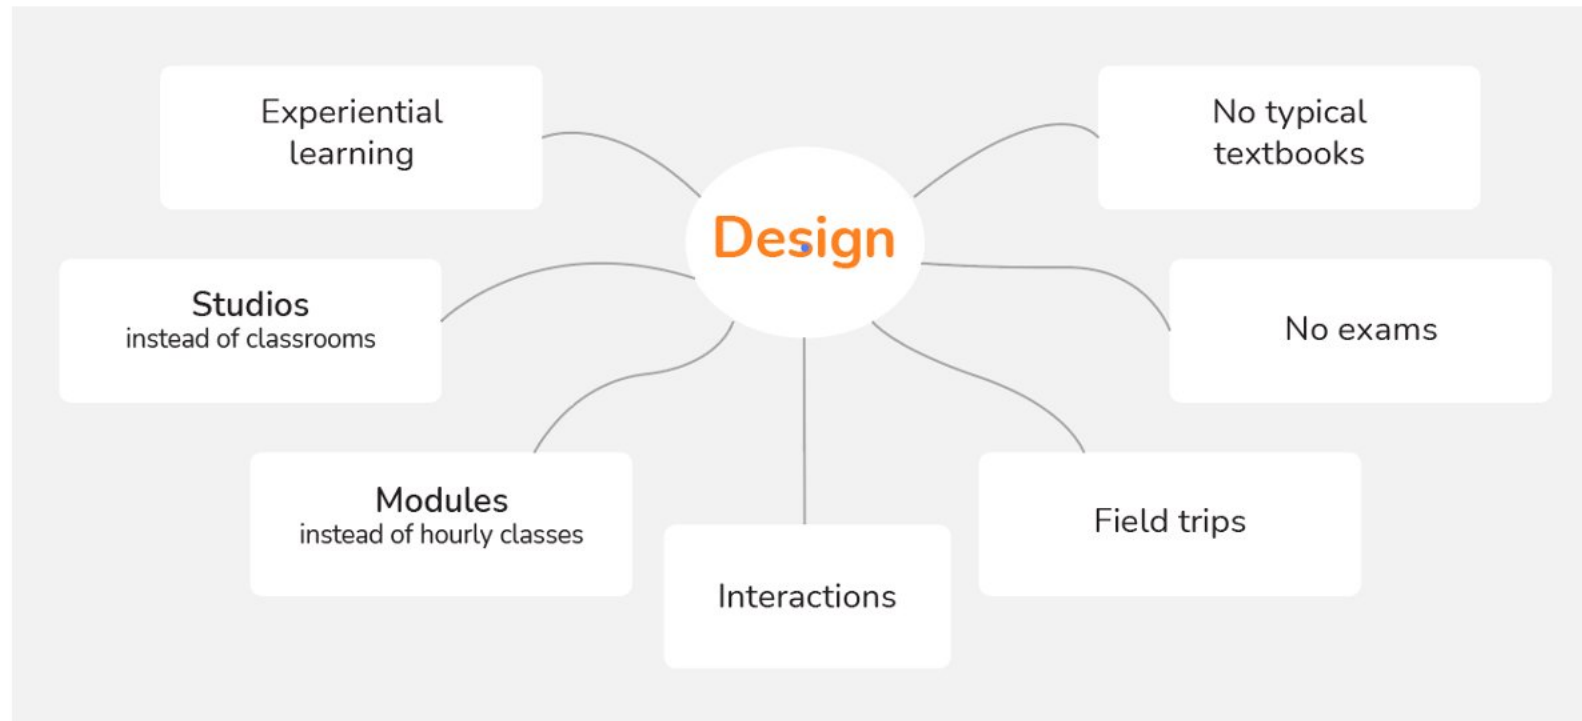 Experiential
learning
No typical
textbooks
Design
Studios
instead of classrooms
No exams
Modules
instead of hourly classes
Field trips
Interactions